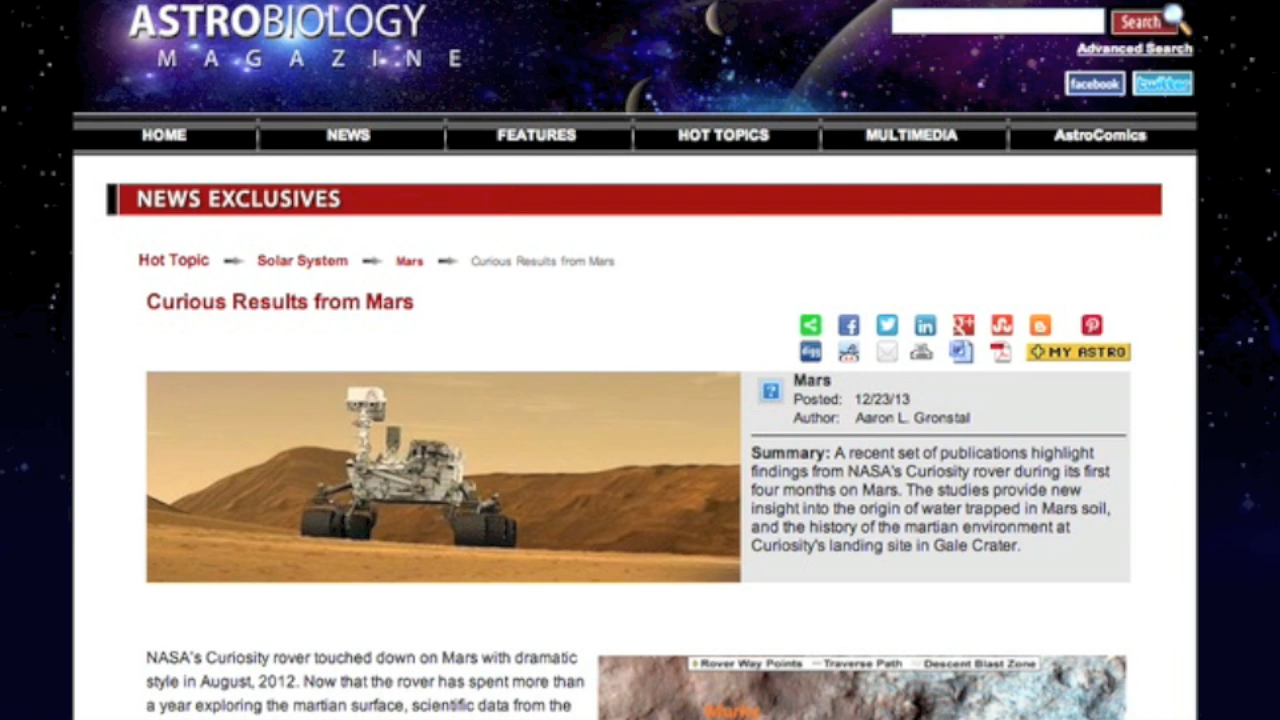 ASTROBIOLOGY
MAGAZINE
Search
Advanced Search
facebook
twitter
HOME
NEWS
FEATURES
HOT TOPICS
MULTIMEDIA
AstroComics
NEWS EXCLUSIVES
Hot Topic
Solar System
Mars
Curious Results from Mars
Curious Results from Mars
digg
MY ASTRO
Mars
Posted: 12/23/13
Author: Aaron L. Gronstal
Summary: A recent set of publications highlight
findings from NASA's Curiosity rover during its first
four months on Mars. The studies provide new
insight into the origin of water trapped in Mars soil,
and the history of the martian environment at
Curiosity's landing site in Gale Crater.
NASA's Curiosity rover touched down on Mars with dramatic
style in August, 2012. Now that the rover has spent more than
a year exploring the martian surface, scientific data from the
Rover Way Points
Traverse Path
Descent Blast Zone